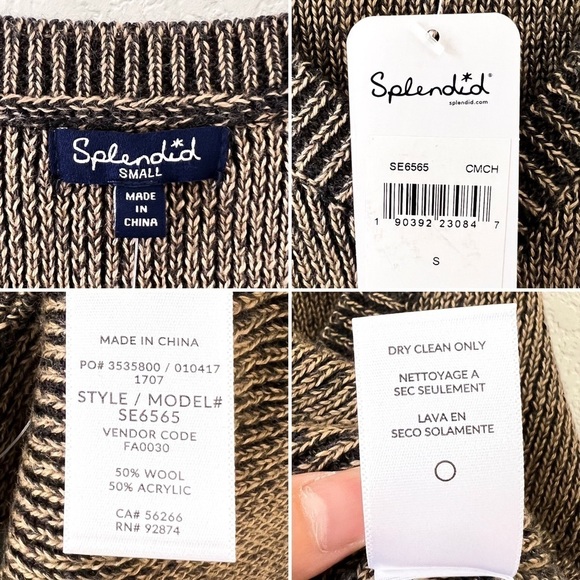 Splendid
SMALL
MADE
IN
CHINA
Splendid
splendid.com
SE6565 CMCH
1 90392 23084 7
S
MADE IN CHINA
PO# 3535800 / 010417
1707
STYLE / MODEL#
SE6565
VENDOR CODE
FA0030
50% WOOL
50% ACRYLIC
CA# 56266
RN# 92874
DRY CLEAN ONLY
NETTOYAGE A
SEC SEULEMENT
LAVA EN
SECO SOLAMENTE